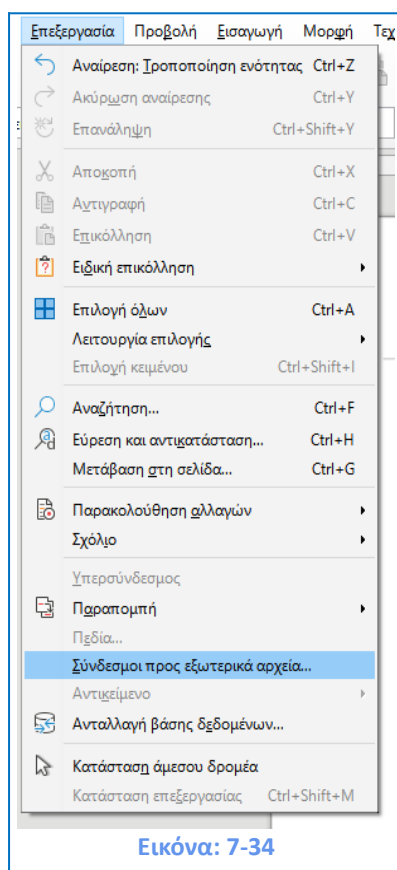 Επεξεργασία Προβολή Εισαγωγή Μορφή Τεχ
Αναίρεση: Τροποποίηση ενότητας Ctrl+Z
Ακύρωση αναίρεσης Ctrl+Y
Επανάληψη Ctrl+Shift+Y
Αποκοπή Ctrl+X
Αντιγραφή Ctrl+C
Επικόλληση Ctrl+V
Ειδική επικόλληση
Επιλογή όλων Ctrl+A
Λειτουργία επιλογής
Επιλογή κειμένου Ctrl+Shift+I
Αναζήτηση... Ctrl+F
Εύρεση και αντικατάσταση... Ctrl+H
Μετάβαση στη σελίδα... Ctrl+G
Παρακολούθηση αλλαγών
Σχόλιο
Υπερσύνδεσμος
Παραπομπή
Πεδία...
Σύνδεσμοι προς εξωτερικά αρχεία...
Αντικείμενο
Ανταλλαγή βάσης δεδομένων...
Κατάσταση άμεσου δρομέα
Κατάσταση επεξεργασίας Ctrl+Shift+M
Εικόνα: 7-34